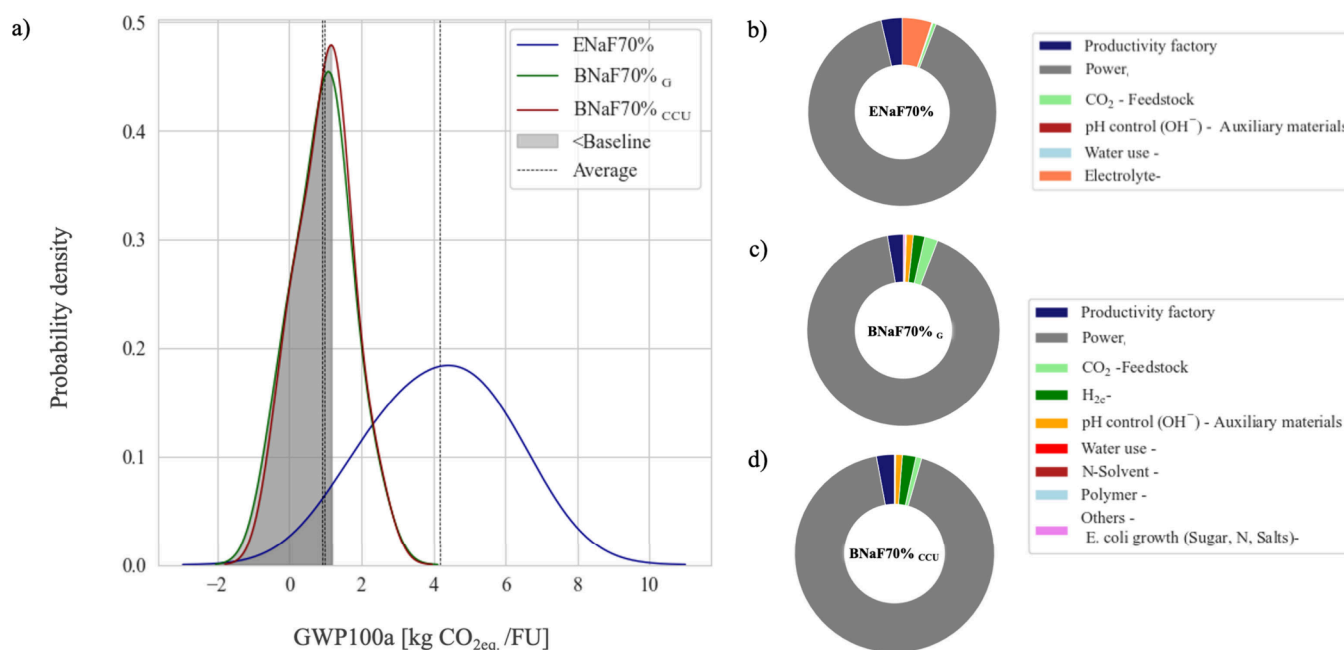 a)
0.5
0.4
0.3
0.2
0.1
0.0
Probability density
−2
0
2
4
6
8
10
GWP100a [kg CO2eq. /FU]
ENaF70%
BNaF70% G
BNaF70% CCU
<Baseline
Average
b)
ENaF70%
Productivity factory
Power,
CO2 - Feedstock
pH control (OH−) - Auxiliary materials
Water use -
Electrolyte-
c)
BNaF70% G
d)
BNaF70% CCU
Productivity factory
Power,
CO2 -Feedstock
H2e-
pH control (OH−) - Auxiliary materials
Water use -
N-Solvent -
Polymer -
Others -
E. coli growth (Sugar, N, Salts)-